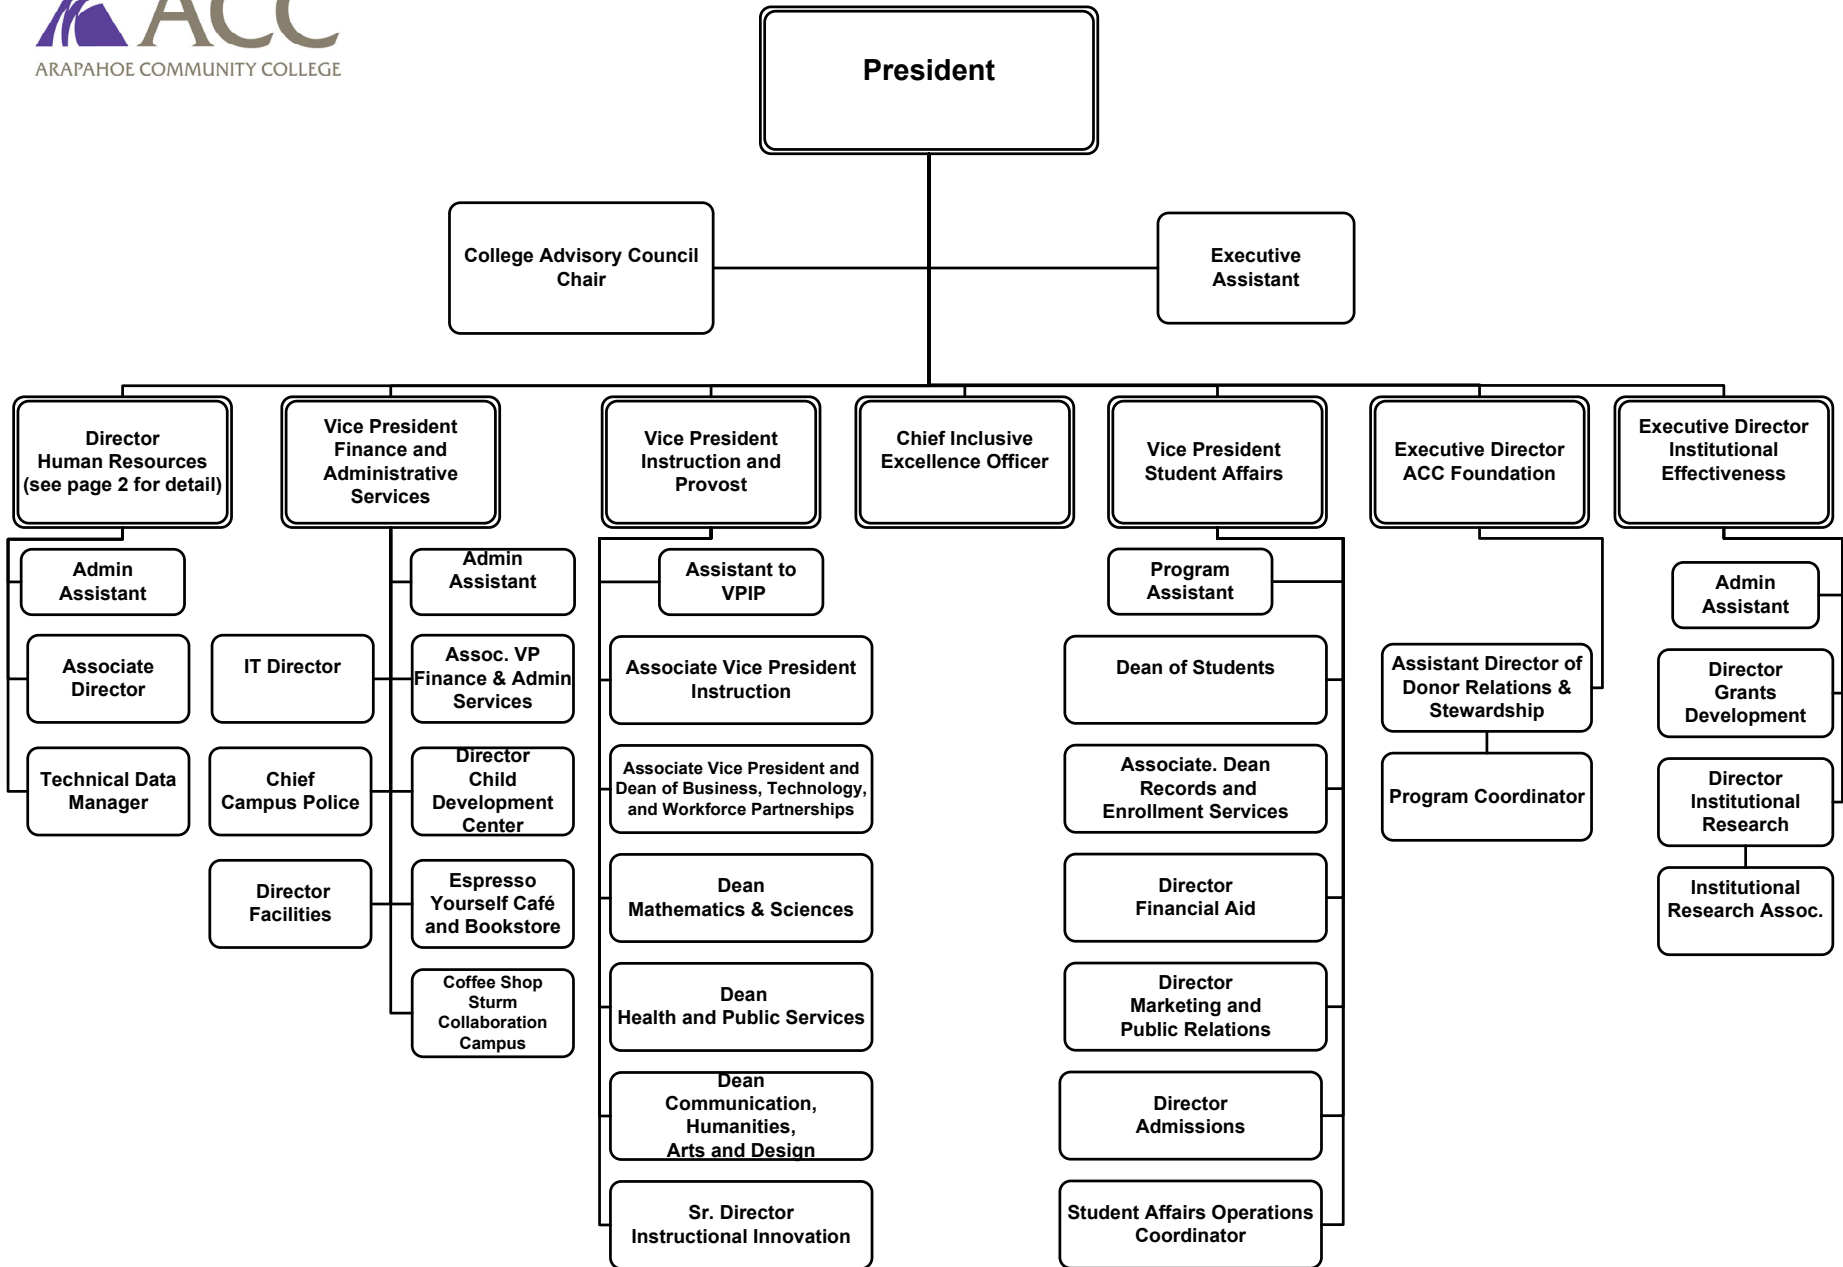 ACC
ARAPAHOE COMMUNITY COLLEGE
President
College Advisory Council
Chair
Executive
Assistant
Director
Human Resources
(see page 2 for detail)
Vice President
Finance and
Administrative
Services
Vice President
Instruction and
Provost
Chief Inclusive
Excellence Officer
Vice President
Student Affairs
Executive Director
ACC Foundation
Executive Director
Institutional
Effectiveness
Admin
Assistant
Associate
Director
Technical Data
Manager
IT Director
Chief
Campus Police
Director
Facilities
Admin
Assistant
Assoc. VP
Finance & Admin
Services
Director
Child
Development
Center
Espresso
Yourself Café
and Bookstore
Coffee Shop
Sturm
Collaboration
Campus
Assistant to
VPIP
Associate Vice President
Instruction
Associate Vice President and
Dean of Business, Technology,
and Workforce Partnerships
Dean
Mathematics & Sciences
Dean
Health and Public Services
Dean
Communication,
Humanities,
Arts and Design
Sr. Director
Instructional Innovation
Program
Assistant
Dean of Students
Associate. Dean
Records and
Enrollment Services
Director
Financial Aid
Director
Marketing and
Public Relations
Director
Admissions
Student Affairs Operations
Coordinator
Assistant Director of
Donor Relations &
Stewardship
Program Coordinator
Admin
Assistant
Director
Grants
Development
Director
Institutional
Research
Institutional
Research Assoc.